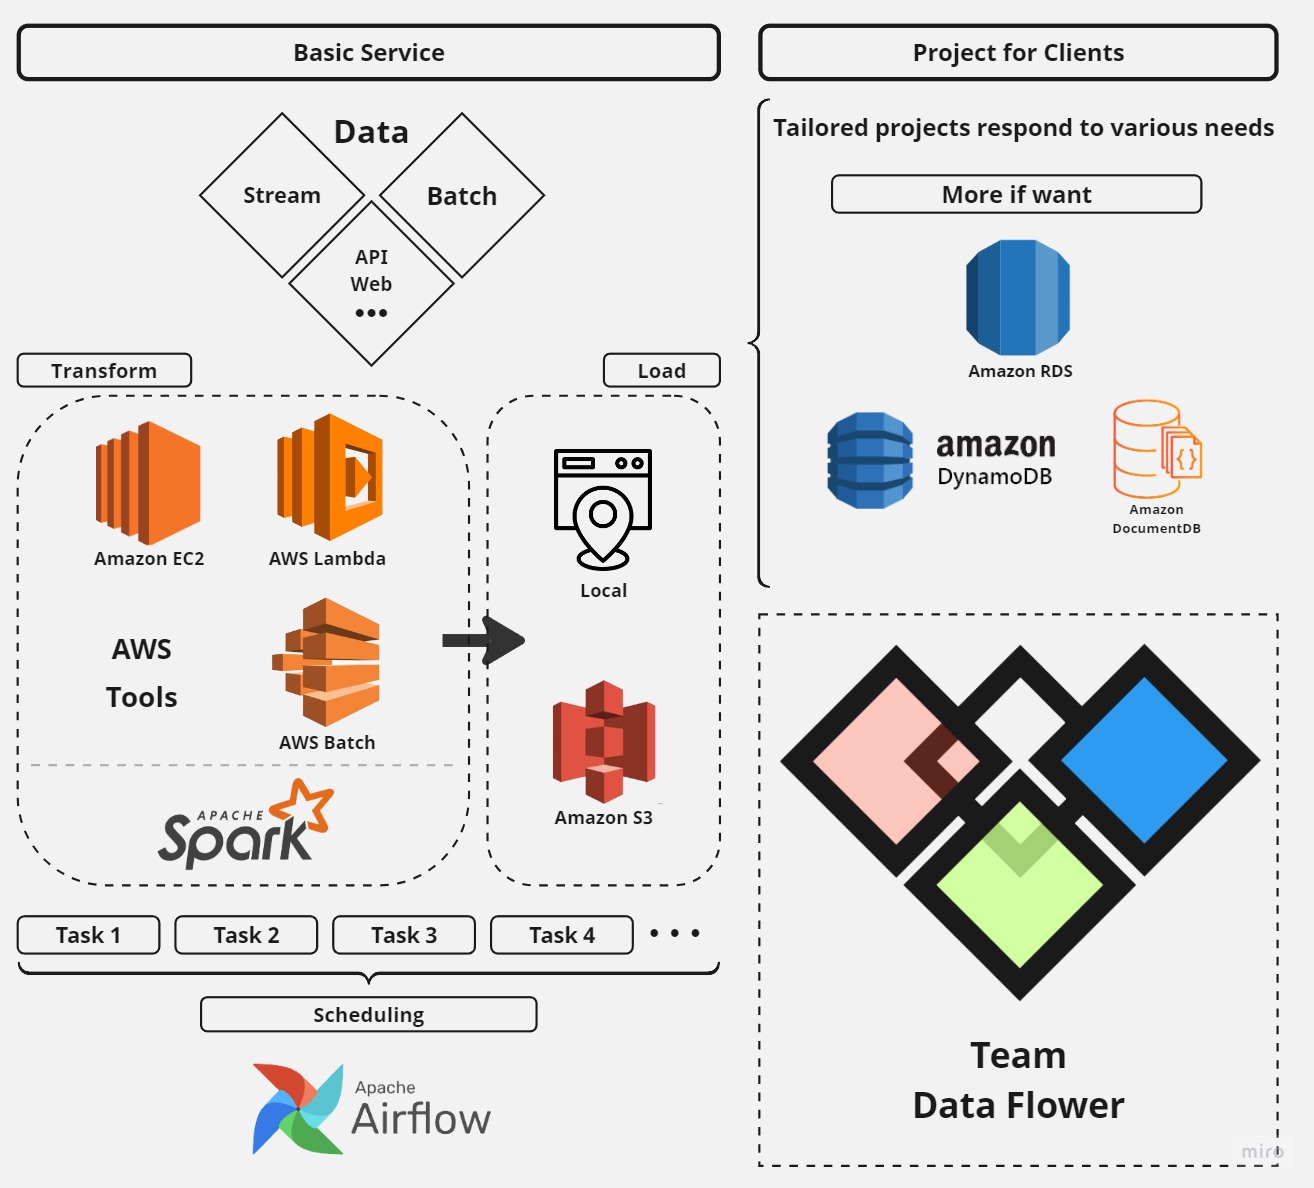 Basic Service
Data
Stream
Batch
API
Web
•••
Transform
Load
Amazon EC2
AWS Lambda
AWS
Tools
AWS Batch
APACHE
Spark
Local
Amazon S3
Task 1
Task 2
Task 3
Task 4
• • •
Scheduling
Apache
Airflow
Project for Clients
Tailored projects respond to various needs
More if want
Amazon RDS
amazon
DynamoDB
{ }
Amazon
DocumentDB
Team
Data Flower
miro